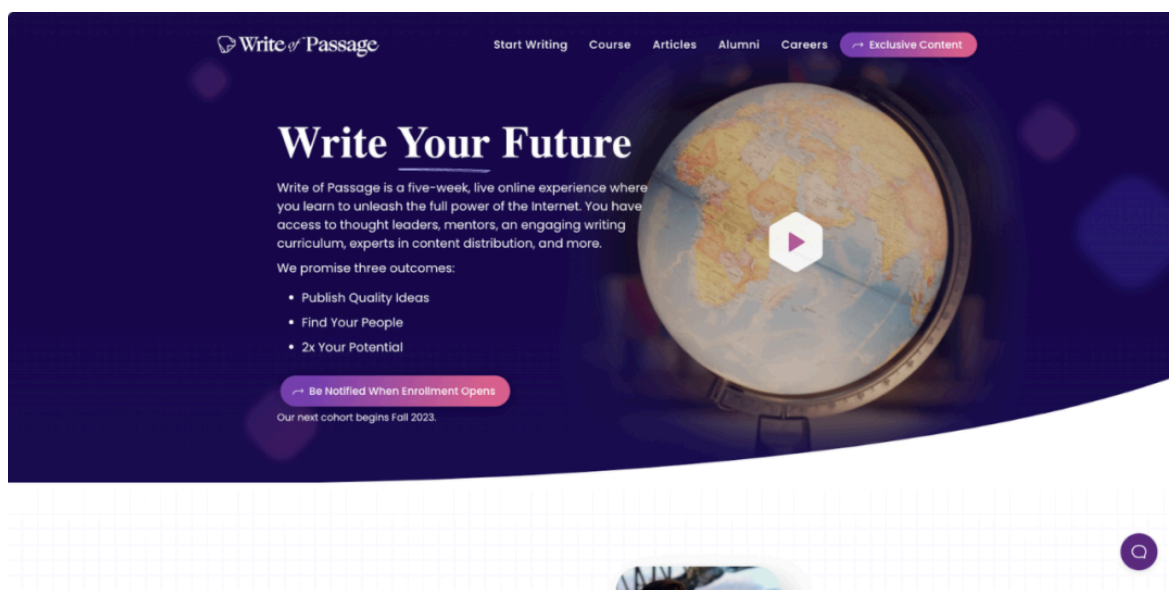 Write of Passage
Start Writing
Course
Articles
Alumni
Careers
Exclusive Content
Write Your Future
Write of Passage is a five-week, live online experience where
you learn to unleash the full power of the Internet. You have
access to thought leaders, mentors, an engaging writing
curriculum, experts in content distribution, and more.
We promise three outcomes:
• Publish Quality Ideas
• Find Your People
• 2x Your Potential
Be Notified When Enrollment Opens
Our next cohort begins Fall 2023.